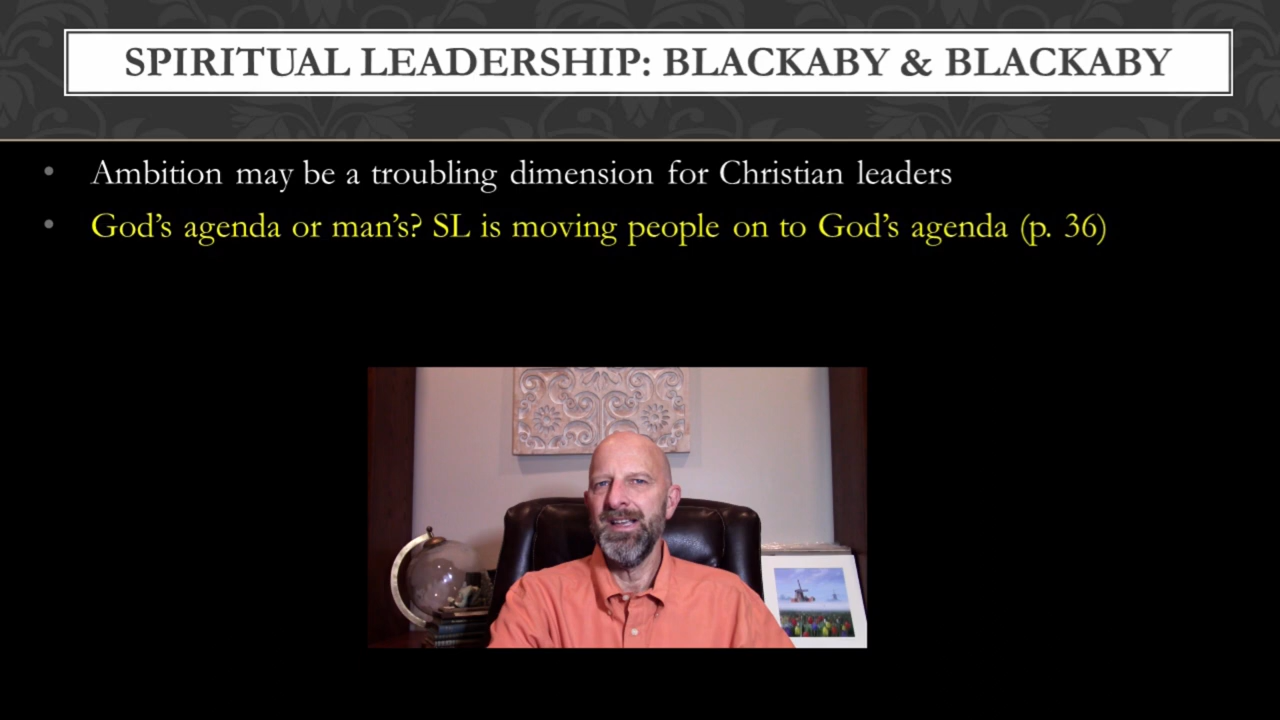 SPIRITUAL LEADERSHIP: BLACKABY & BLACKABY
• Ambition may be a troubling dimension for Christian leaders
• God’s agenda or man’s? SL is moving people on to God’s agenda (p. 36)